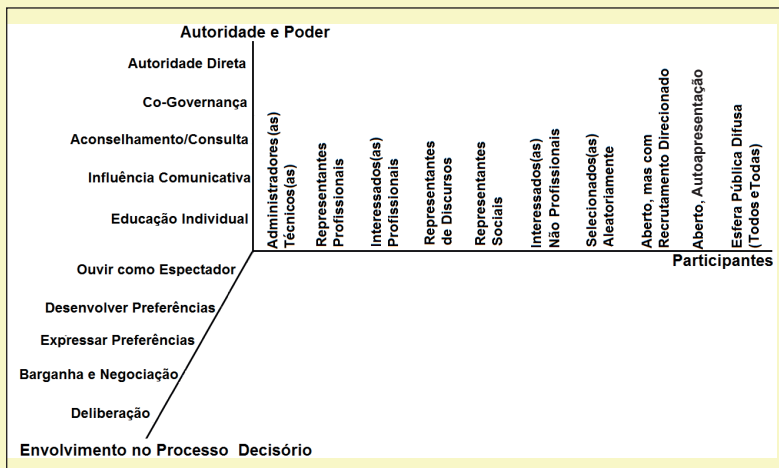 Autoridade e Poder
Autoridade Direta
Co-Governança
Aconselhamento/Consulta
Influência Comunicativa
Educação Individual
Administradores(as)
Técnicos(as)
Representantes
Profissionais
Interessados(as)
Profissionais
Representantes
de Discursos
Representantes
Sociais
Interessados(as)
Não Profissionais
Selecionados(as)
Aleatoriamente
Aberto, mas com
Recrutamento Direcionado
Aberto, Autoapresentação
Esfera Pública Difusa
(Todos eTodas)
Participantes
Ouvir como Espectador
Desenvolver Preferências
Expressar Preferências
Barganha e Negociação
Deliberação
Envolvimento no Processo Decisório